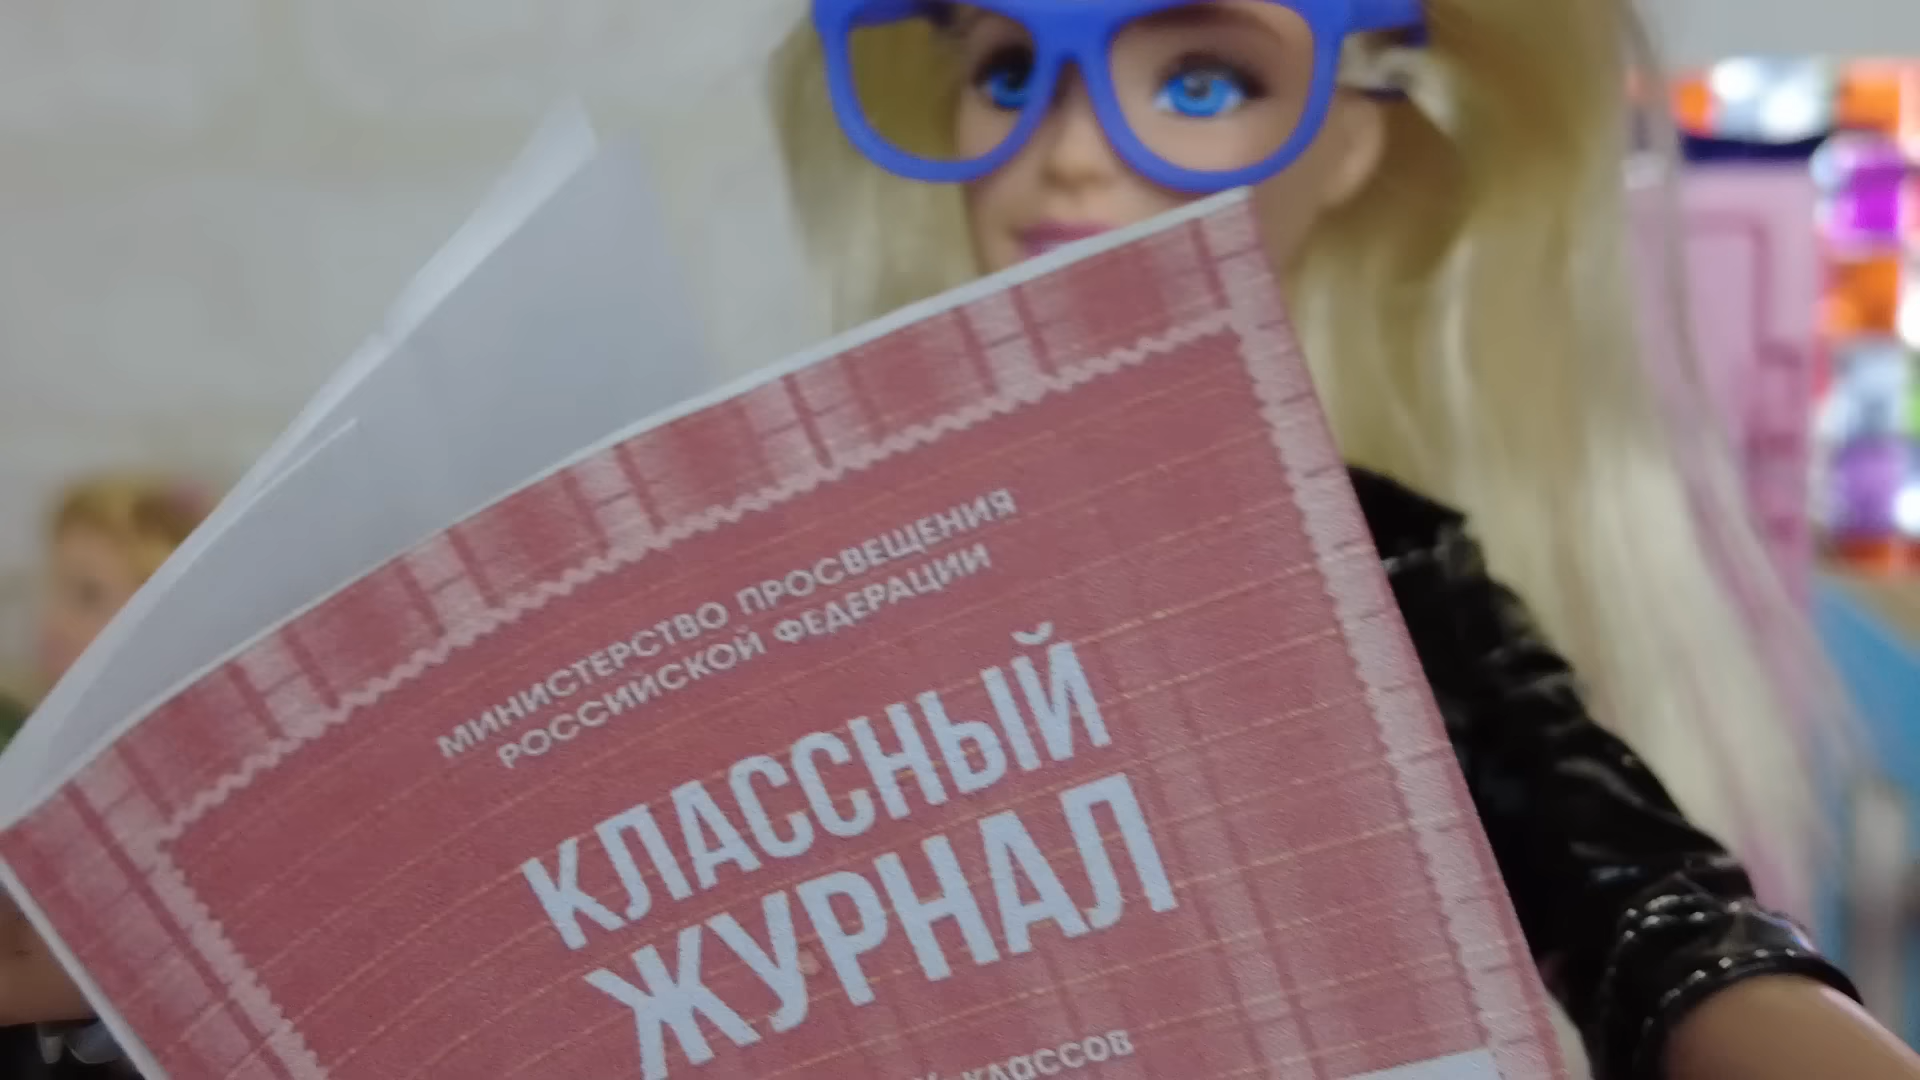 МИНИСТЕРСТВО ПРОСВЕЩЕНИЯ
РОССИЙСКОЙ ФЕДЕРАЦИИ
КЛАССНЫЙ
ЖУРНАЛ
классов